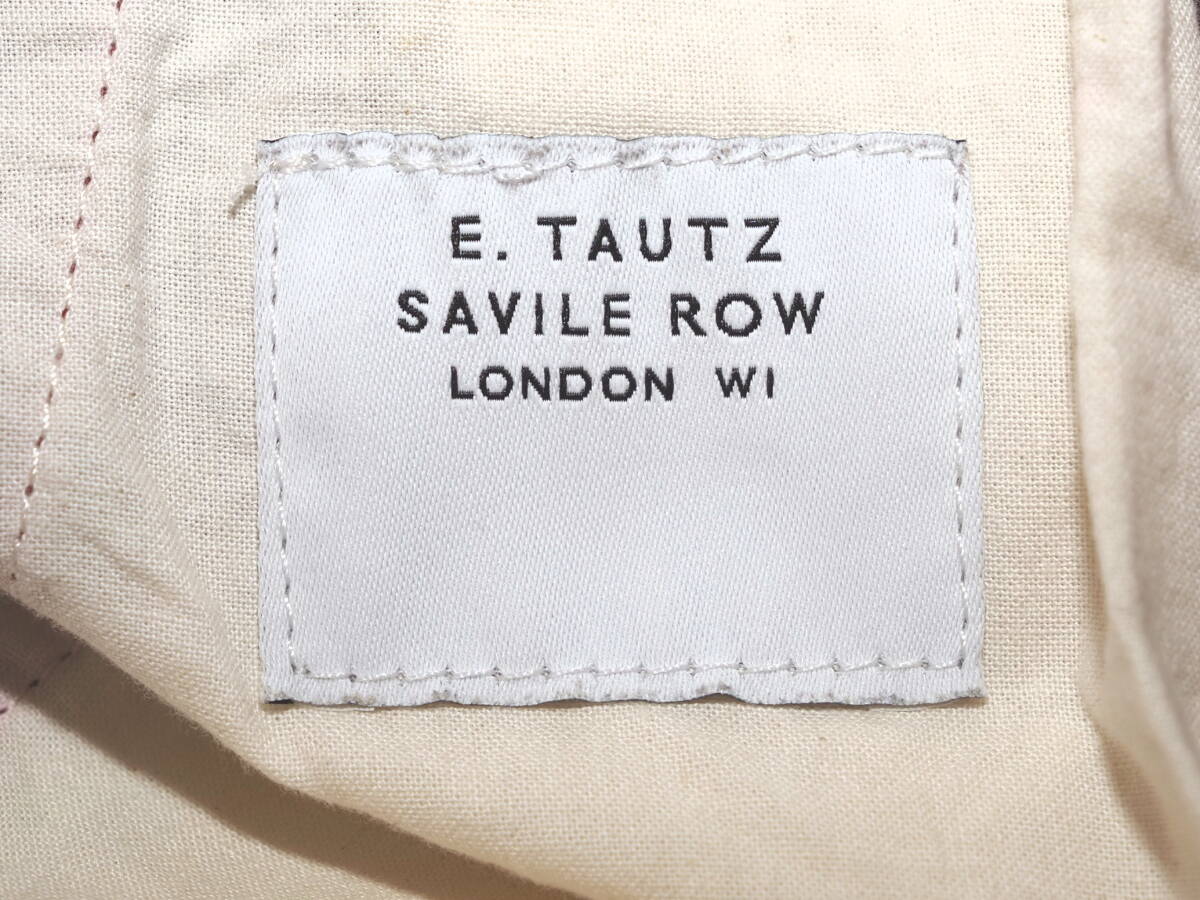 E. TAUTZ
SAVILE ROW
LONDON W1